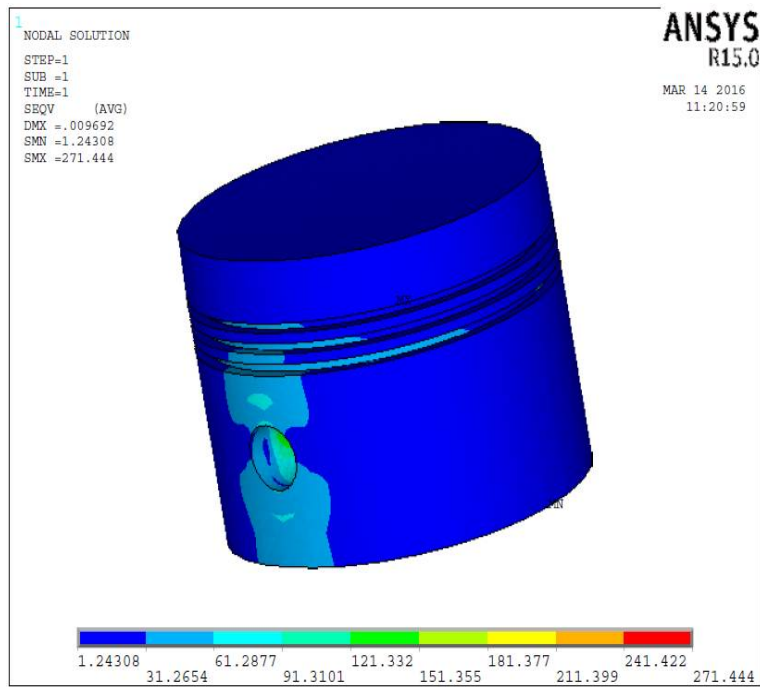 1
NODAL SOLUTION
STEP=1
SUB =1
TIME=1
SEQV (AVG)
DMX =.009692
SMN =1.24308
SMX =271.444
ANSYS
R15.0
MAR 14 2016
11:20:59
MX
MN
1.24308 61.2877 121.332 181.377 241.422
31.2654 91.3101 151.355 211.399 271.444